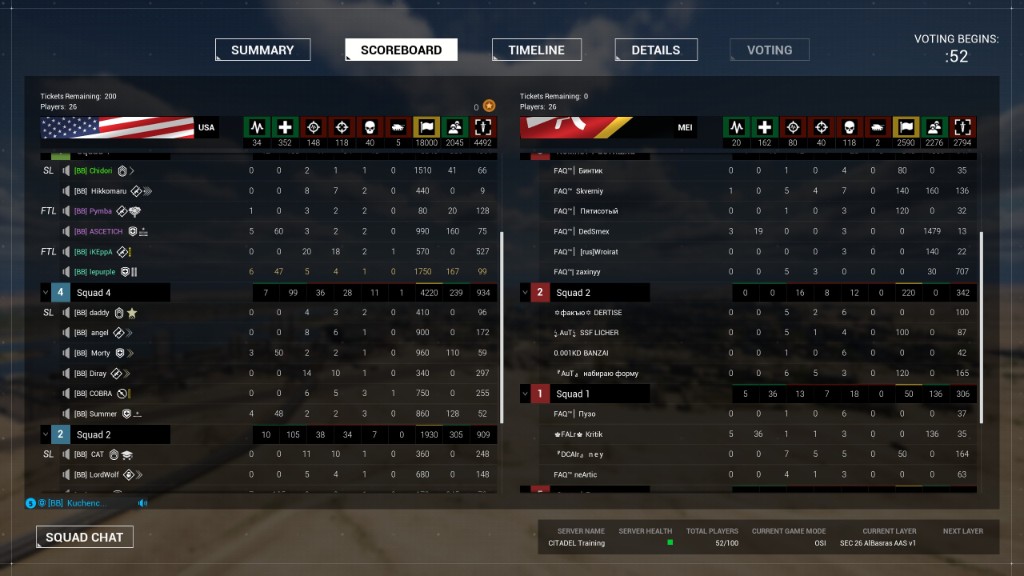 SUMMARY SCOREBOARD TIMELINE DETAILS VOTING
VOTING BEGINS:
:52
Tickets Remaining: 200
Players: 26
0
USA
34 352 148 118 40 5 18000 2045 4492
SL [BB] Chidori 0 0 2 1 1 0 1510 41 66
[BB] Hikkomaru 0 0 8 7 2 0 440 0 9
FTL [BB] Pymba 1 0 3 2 2 0 80 20 128
[BB] ASCETICH 5 60 3 2 2 0 990 160 75
FTL [BB] iKEppA 0 0 20 18 2 1 570 0 527
[BB] lepurple 6 47 5 4 1 0 1750 167 99
4 Squad 4 7 99 36 28 11 1 4220 239 934
SL [BB] daddy 0 0 4 3 2 0 410 0 96
[BB] angel 0 0 8 6 1 0 900 0 172
[BB] Morty 3 50 2 2 1 0 960 110 59
[BB] Diray 0 0 14 10 1 0 340 0 297
[BB] COBRA 0 0 6 5 3 1 750 0 255
[BB] Summer 4 48 2 2 3 0 860 128 52
2 Squad 2 10 105 38 34 7 0 1930 305 909
SL [BB] CAT 0 0 11 10 1 0 360 0 248
[BB] LordWolf 0 0 5 4 1 0 680 0 148
[BB] Kuchenc...
SQUAD CHAT
Tickets Remaining: 0
Players: 26
MEI
20 162 80 40 118 2 2590 2276 2794
FAQ™| Бинтик 0 0 1 0 4 0 80 0 35
FAQ™ Skverniy 1 0 5 4 7 0 140 160 136
FAQ™| Питисотый 0 0 1 0 3 0 120 0 32
FAQ™| DedSmex 3 19 0 0 3 0 0 1479 13
FAQ™| [rus]Wroirat 0 0 0 0 0 0 0 140 22
FAQ™| zaxinyy 0 0 5 3 3 0 0 30 707
2 Squad 2 0 0 16 8 12 0 220 0 342
¤факъю¤ DERTISE 0 0 5 2 6 0 0 0 100
AuT SSF LICHER 0 0 5 1 4 0 100 0 87
0.001KD BANZAI 0 0 1 0 6 0 0 0 42
『AuT』 набираю форму 0 0 6 5 3 0 120 0 165
1 Squad 1 5 36 13 7 18 0 50 136 306
FAQ™| Пузо 0 0 1 0 6 0 0 0 37
♚FALr♚ Kritik 5 36 1 1 3 0 0 136 35
『DCAIr』 n e y 0 0 7 5 5 0 50 0 164
FAQ™ neArtic 0 0 4 1 4 0 0 0 63
SERVER NAME SERVER HEALTH TOTAL PLAYERS CURRENT GAME MODE CURRENT LAYER NEXT LAYER
CITADEL Training 52/100 OSI SEC 26 AlBasras AAS v1